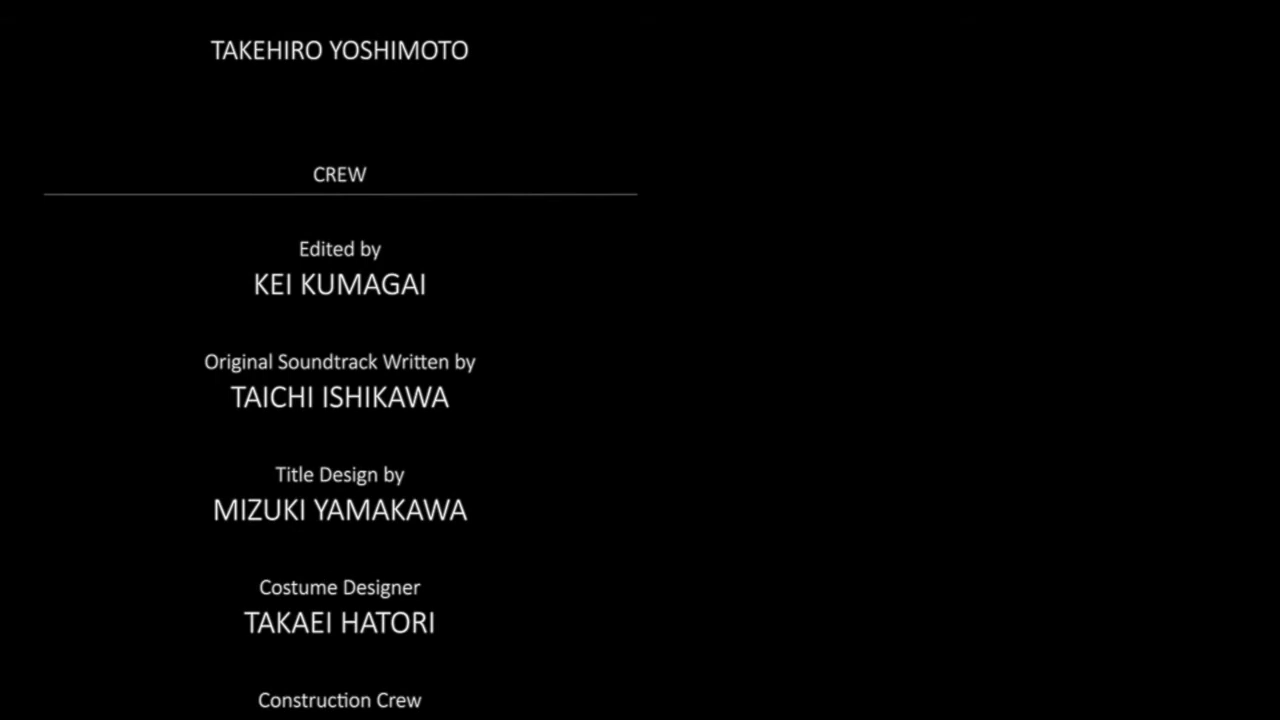 TAKEHIRO YOSHIMOTO
CREW
Edited by
KEI KUMAGAI
Original Soundtrack Written by
TAICHI ISHIKAWA
Title Design by
MIZUKI YAMAKAWA
Costume Designer
TAKAEI HATORI
Construction Crew